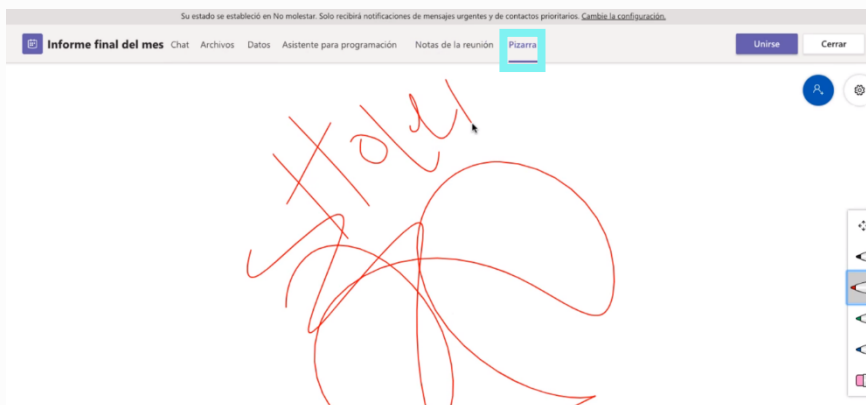 Su estado se estableció en No molestar. Solo recibirá notificaciones de mensajes urgentes y de contactos prioritarios. Cambie la configuración.
Informe final del mes Chat Archivos Datos Asistente para programación Notas de la reunión Pizarra Unirse Cerrar
Hola